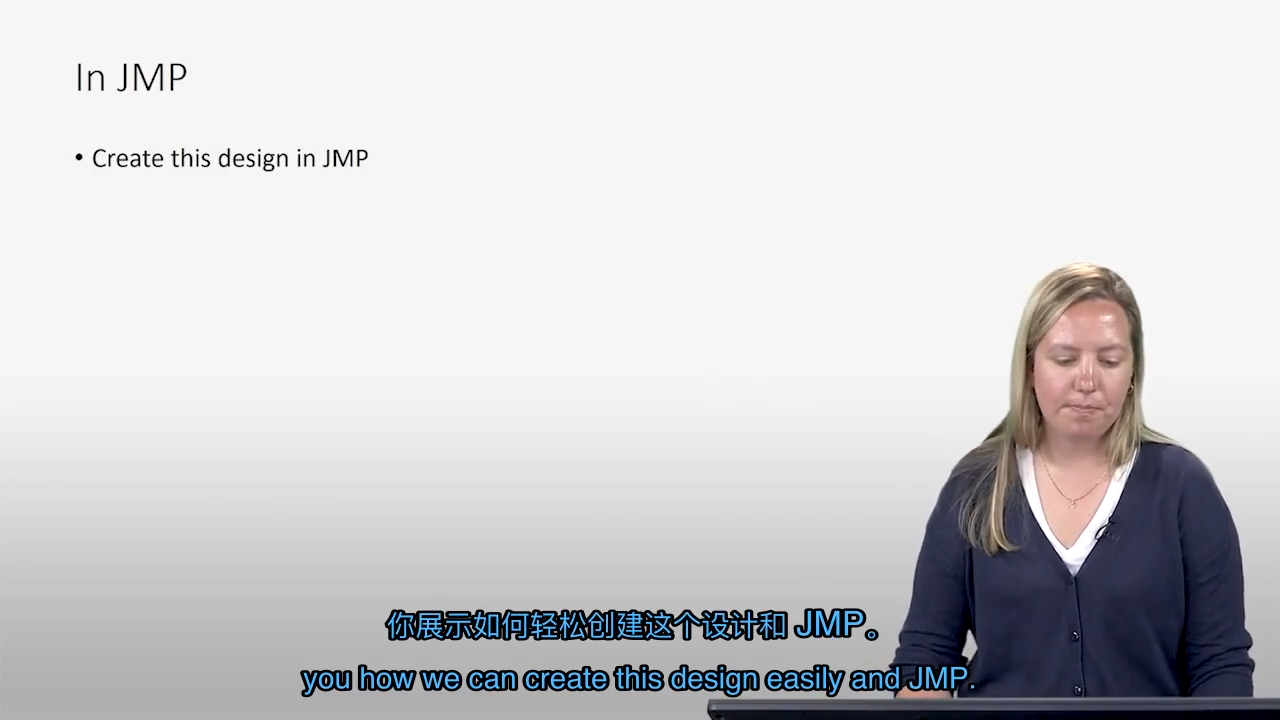 In JMP
• Create this design in JMP
你展示如何轻松创建这个设计和 JMP。
you how we can create this design easily and JMP.